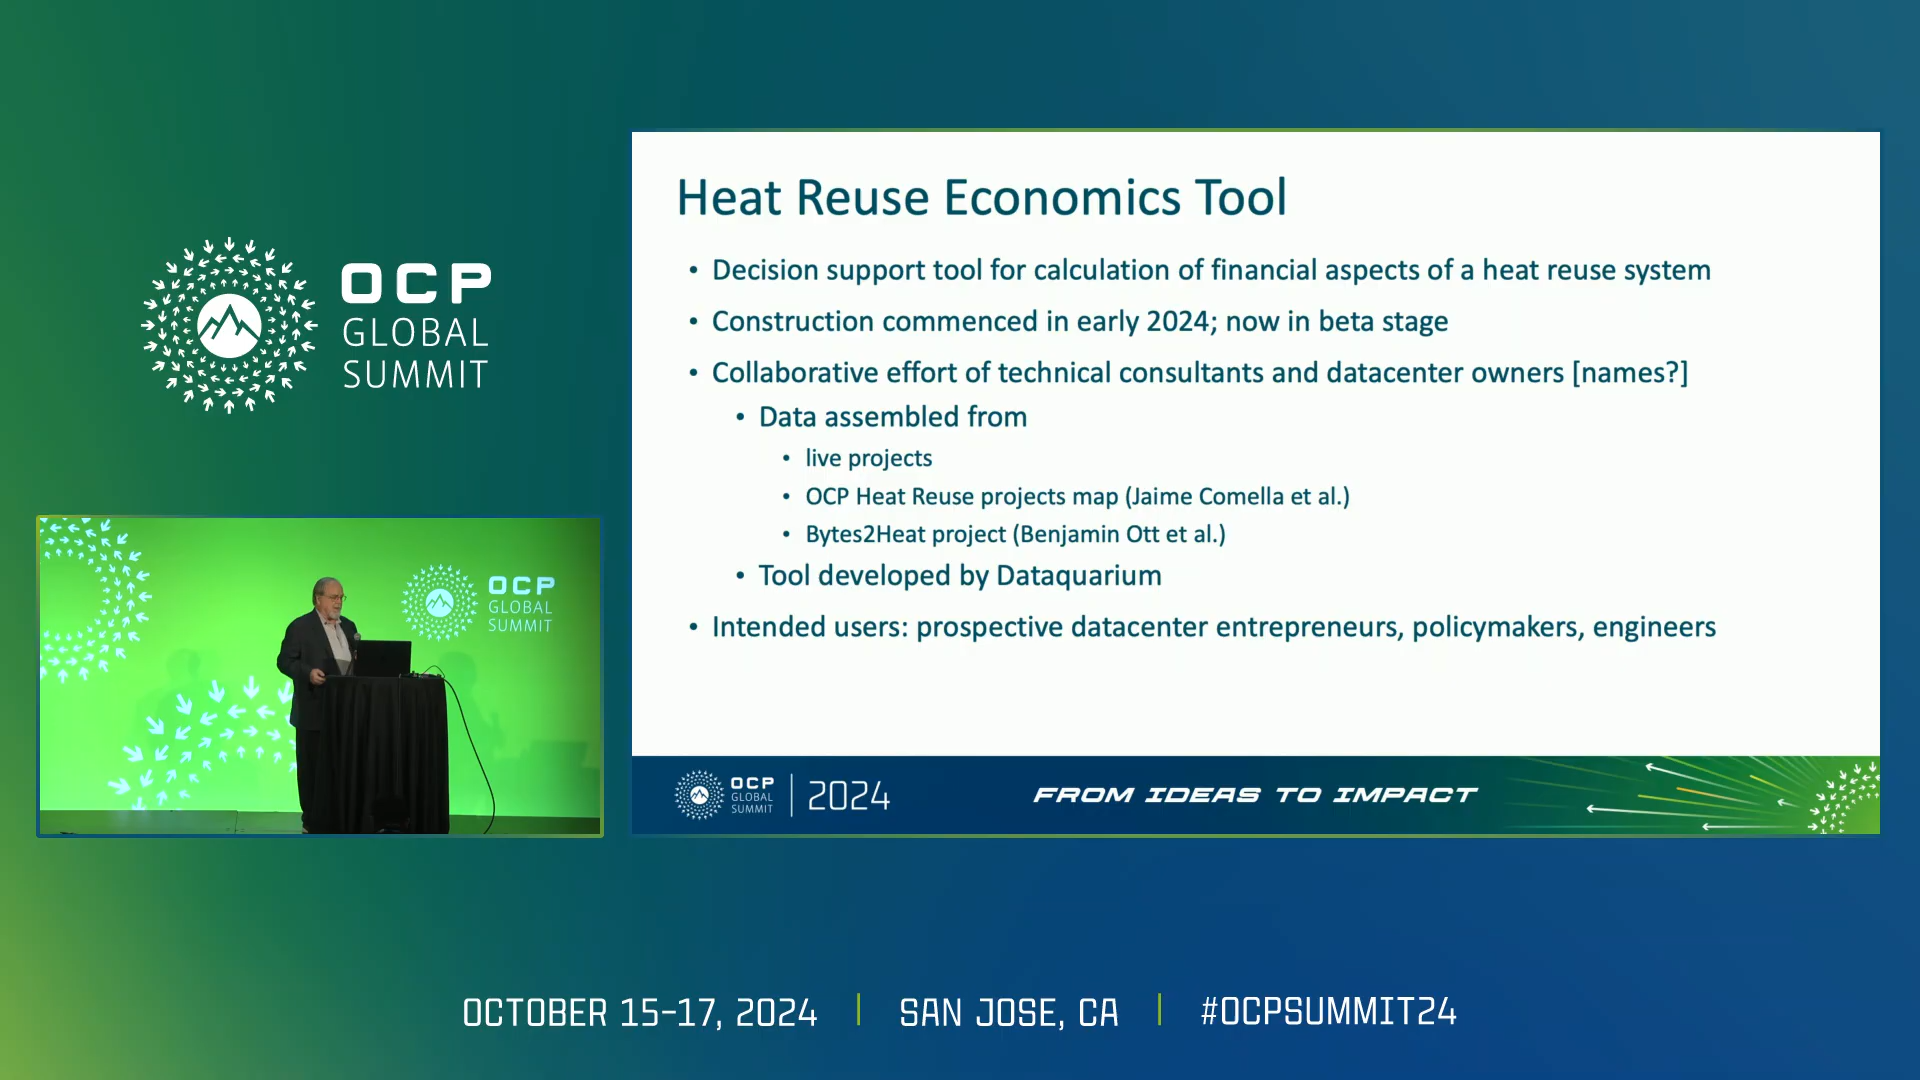 OCP
GLOBAL
SUMMIT
OCP
GLOBAL
SUMMIT
Heat Reuse Economics Tool
• Decision support tool for calculation of financial aspects of a heat reuse system
• Construction commenced in early 2024; now in beta stage
• Collaborative effort of technical consultants and datacenter owners [names?]
• Data assembled from
• live projects
• OCP Heat Reuse projects map (Jaime Comella et al.)
• Bytes2Heat project (Benjamin Ott et al.)
• Tool developed by Dataquarium
• Intended users: prospective datacenter entrepreneurs, policymakers, engineers
OCP
GLOBAL
SUMMIT
2024
FROM IDEAS TO IMPACT
OCTOBER 15-17, 2024 | SAN JOSE, CA | #OCPSUMMIT24